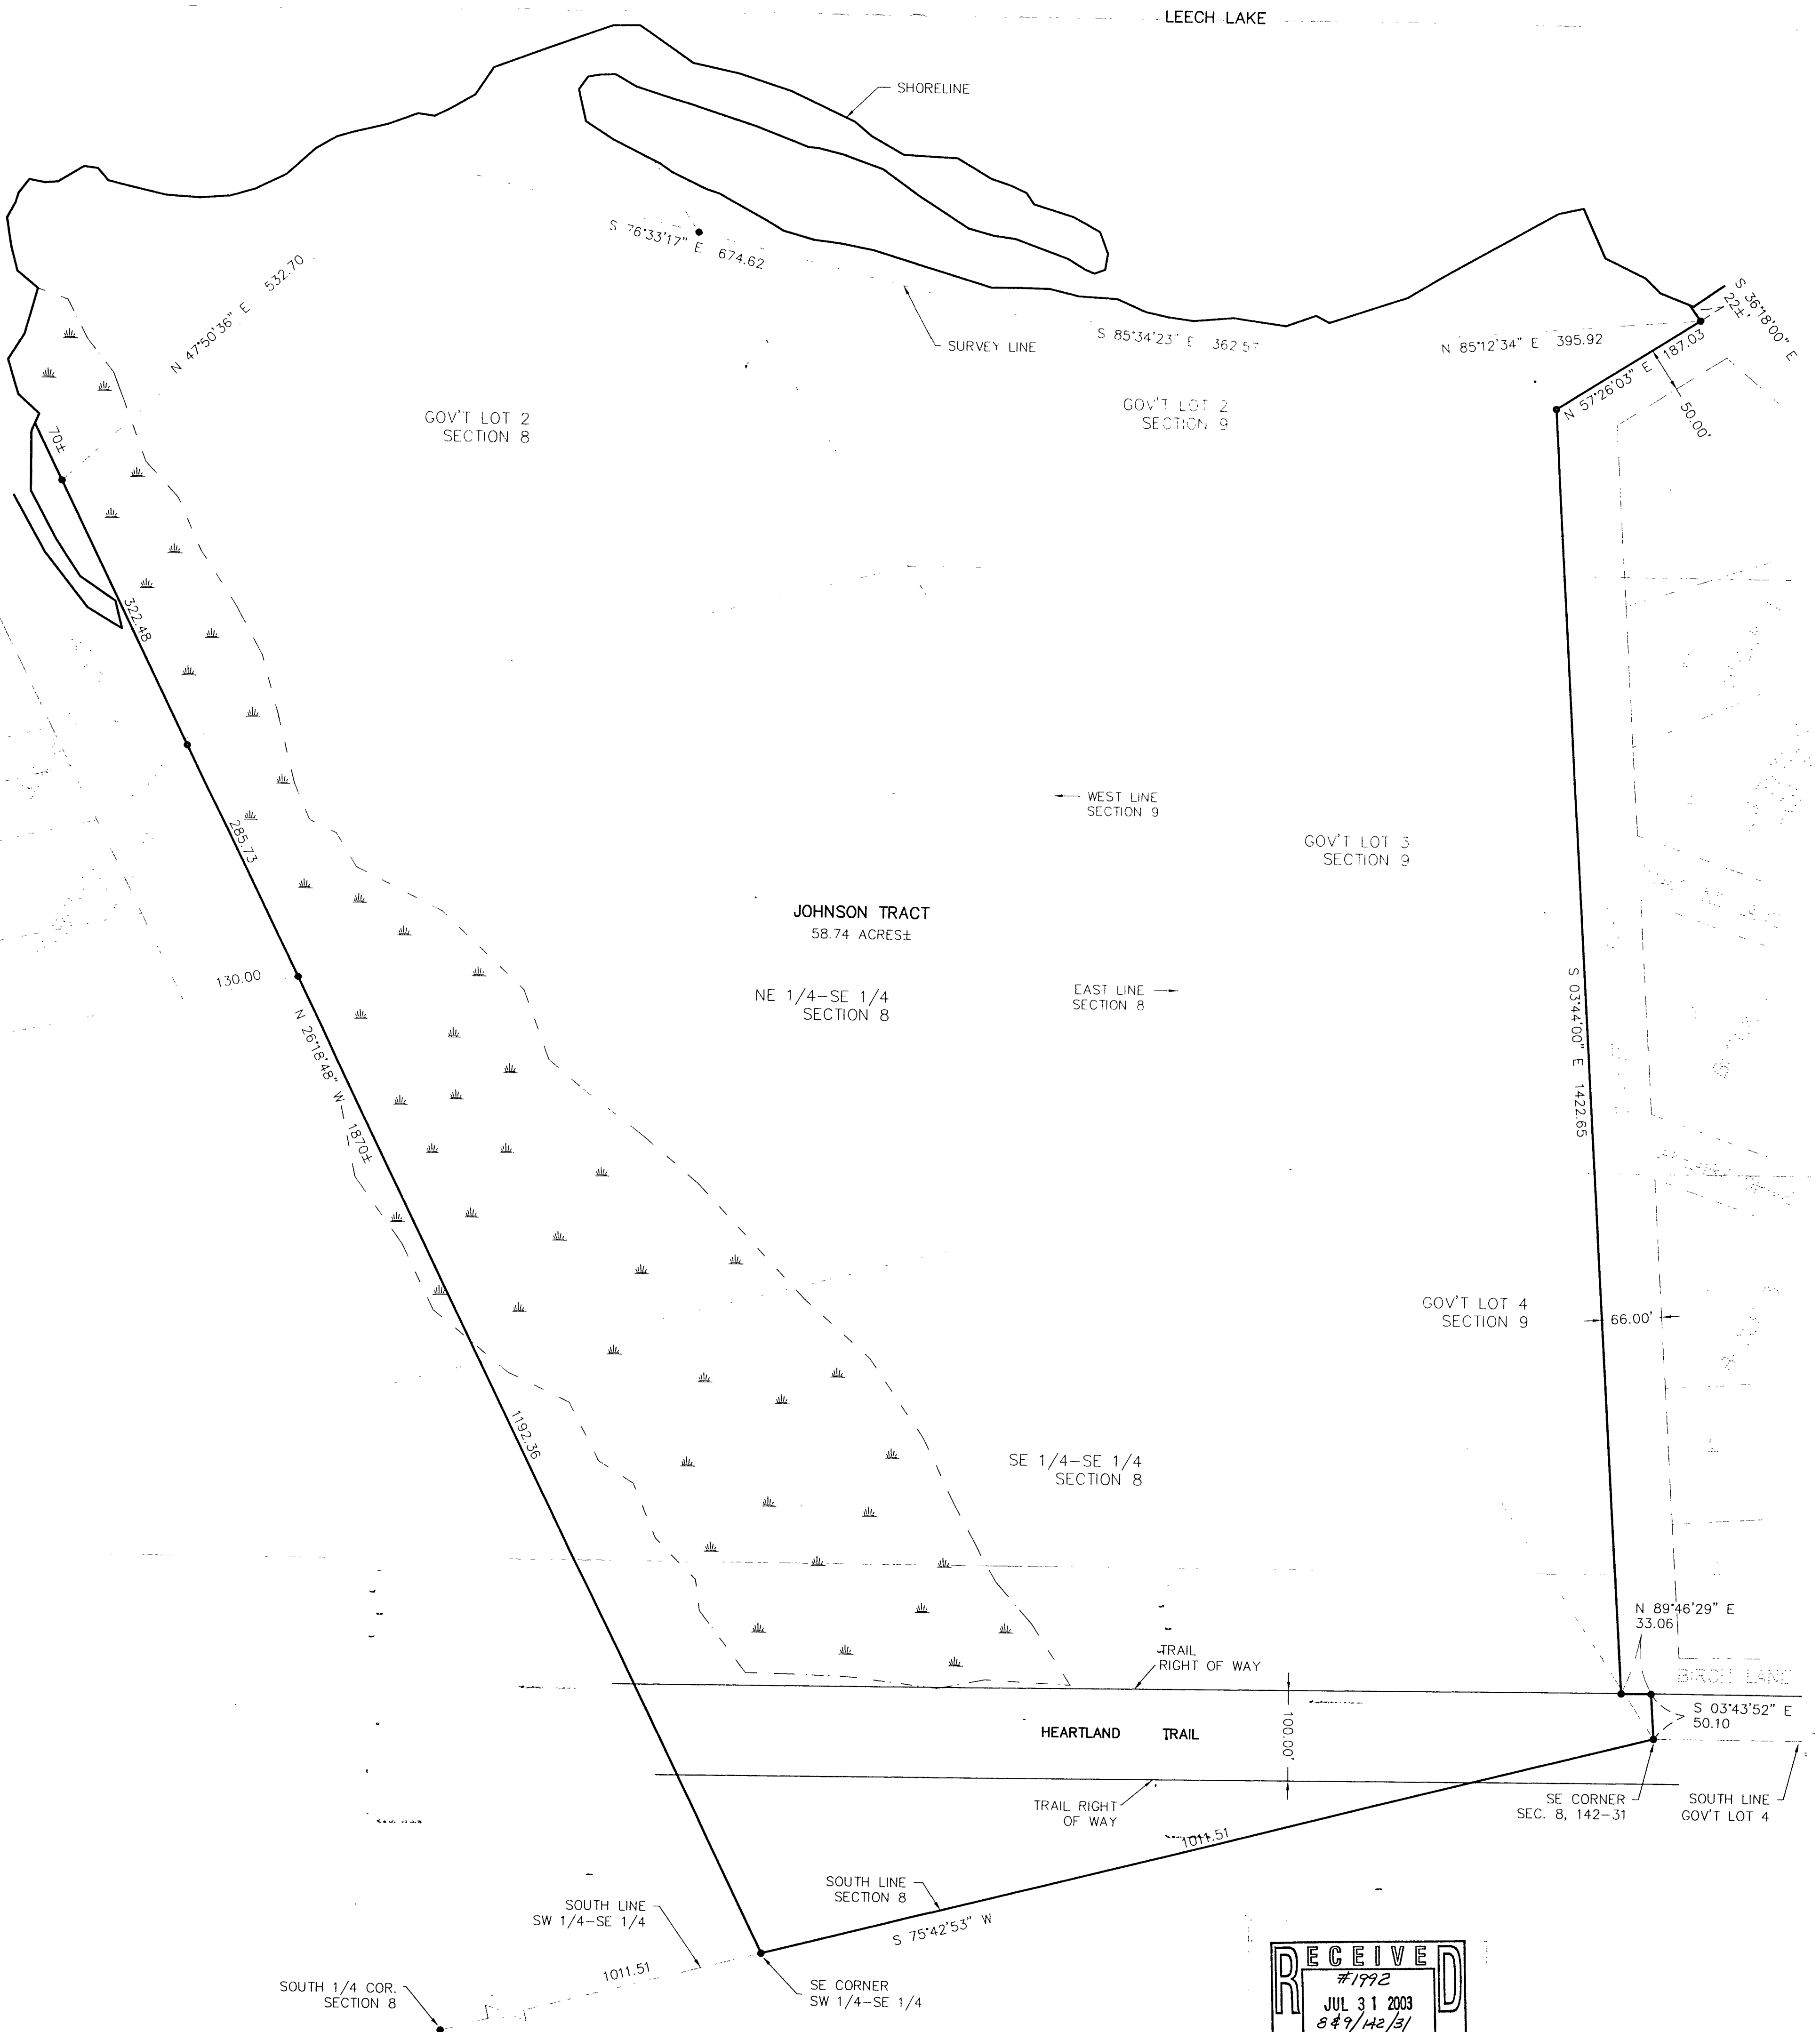 LEECH LAKE
SHORELINE
S 76°33'17" E 674.62
N 47°50'36" E 532.70
SURVEY LINE
S 85°34'23" E 362.57
N 85°12'34" E 395.92
S 36°18'00" E
22±'
N 57°26'03" E 187.03
50.00'
GOV'T LOT 2
SECTION 8
GOV'T LOT 2
SECTION 9
70±
322.48
285.73
WEST LINE
SECTION 9
GOV'T LOT 3
SECTION 9
JOHNSON TRACT
58.74 ACRES±
130.00
NE 1/4-SE 1/4
SECTION 8
EAST LINE
SECTION 8
N 26°18'48" W 1870±
S 03°44'00" E 1422.65
GOV'T LOT 4
SECTION 9
66.00'
1192.36
SE 1/4-SE 1/4
SECTION 8
N 89°46'29" E
33.06
TRAIL
RIGHT OF WAY
BIRCH LANE
S 03°43'52" E
50.10
HEARTLAND TRAIL
100.00'
TRAIL RIGHT
OF WAY
SE CORNER
SEC. 8, 142-31
SOUTH LINE
GOV'T LOT 4
1011.51
SOUTH LINE
SECTION 8
SOUTH LINE
SW 1/4-SE 1/4
S 75°42'53" W
1011.51
SOUTH 1/4 COR.
SECTION 8
SE CORNER
SW 1/4-SE 1/4
RECEIVED
#1992
JUL 31 2003
8&9/142/31